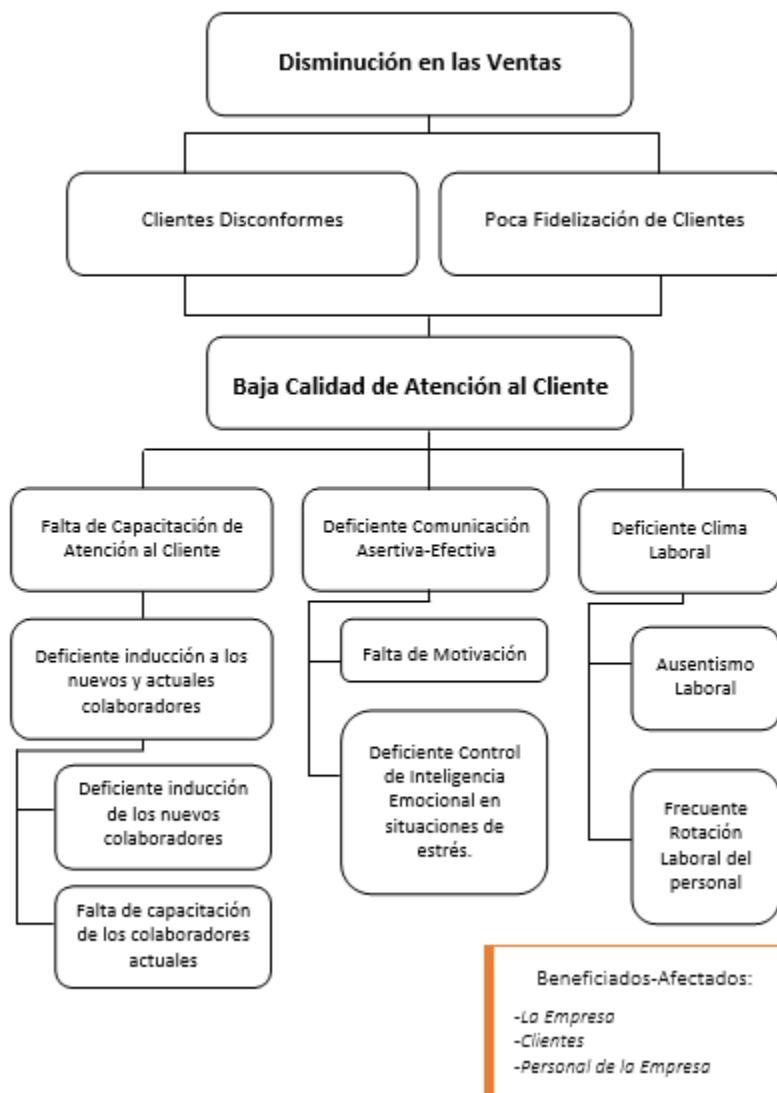 Disminución en las Ventas
Clientes Disconformes
Poca Fidelización de Clientes
Baja Calidad de Atención al Cliente
Falta de Capacitación de
Atención al Cliente
Deficiente Comunicación
Asertiva-Efectiva
Deficiente Clima
Laboral
Deficiente inducción a los
nuevos y actuales
colaboradores
Falta de Motivación
Ausentismo
Laboral
Deficiente inducción
de los nuevos
colaboradores
Deficiente Control
de Inteligencia
Emocional en
situaciones de
estrés.
Frecuente
Rotación
Laboral del
personal
Falta de capacitación
de los colaboradores
actuales
Beneficiados-Afectados:
-La Empresa
-Clientes
-Personal de la Empresa